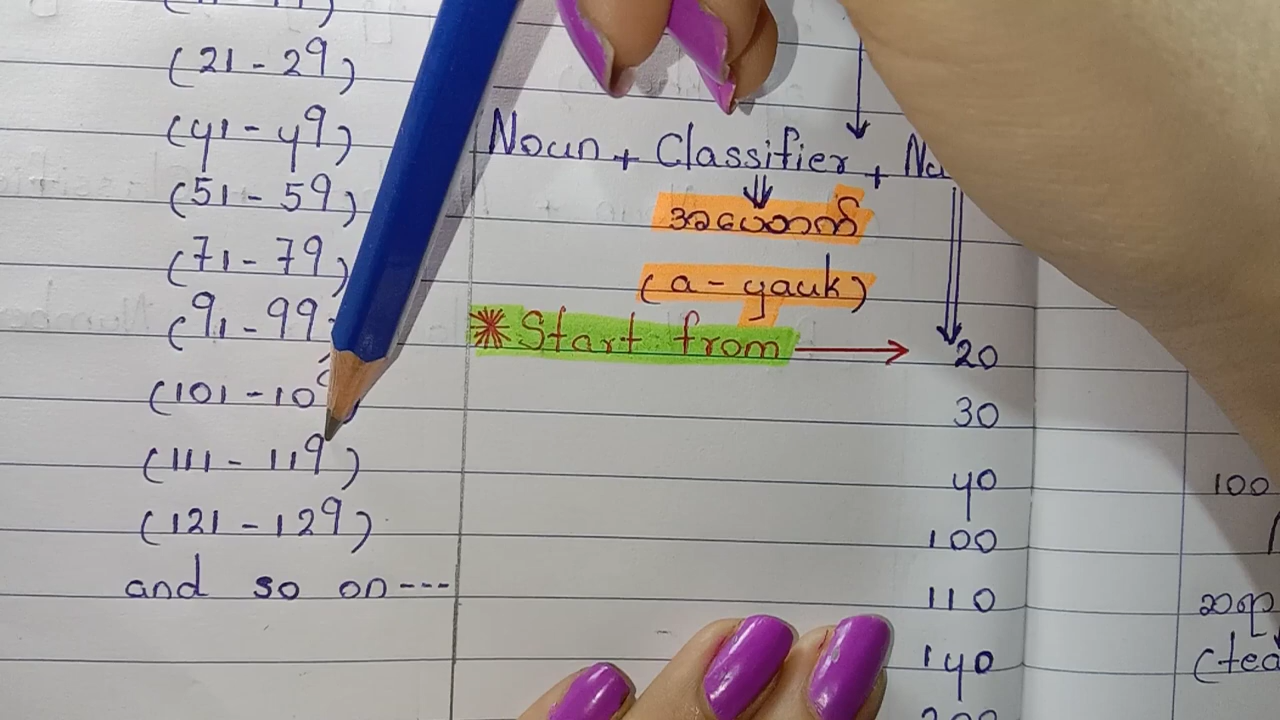 (21 - 29)
(41 - 49)
(51 - 59)
(71 - 79)
(91 - 99
(101 - 10
(111 - 119)
(121 - 129)
and so on ---
Noun + Classifier +
အယောက်
(a - yauk)
* Start from → 20
30
40
100
110
140
100